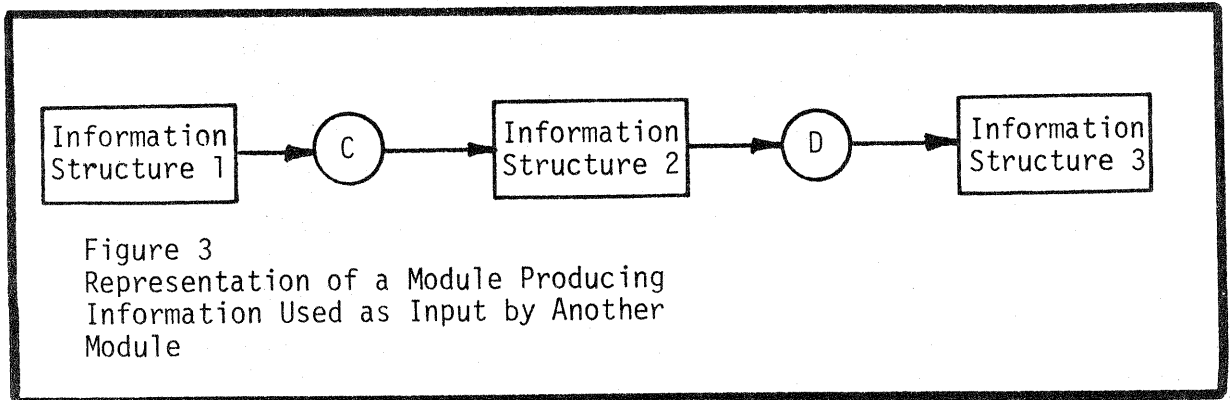 Information
Structure 1
C
Information
Structure 2
D
Information
Structure 3
Figure 3
Representation of a Module Producing
Information Used as Input by Another
Module